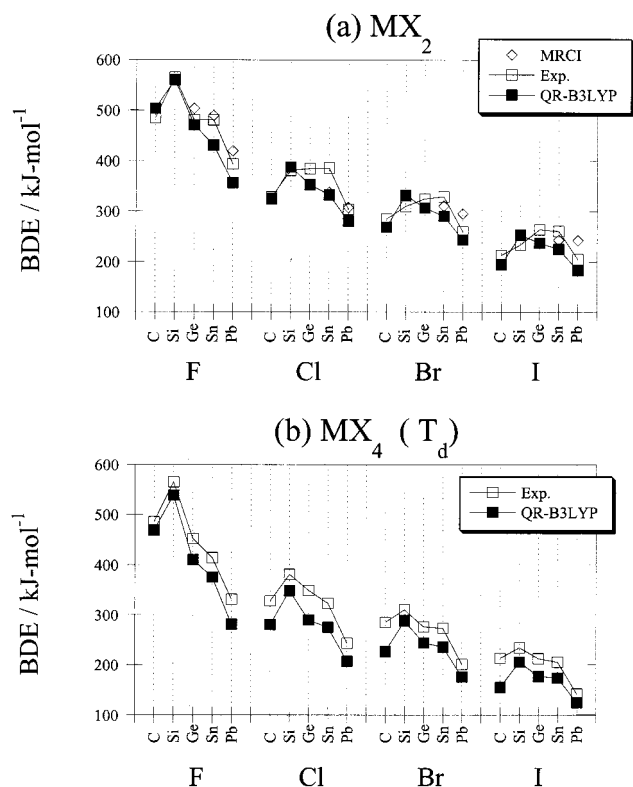 (a) MX2
MRCI
Exp.
QR-B3LYP
BDE / kJ-mol−1
600
500
400
300
200
100
C Si Ge Sn Pb C Si Ge Sn Pb C Si Ge Sn Pb C Si Ge Sn Pb
F Cl Br I
(b) MX4 ( Td)
Exp.
QR-B3LYP
BDE / kJ-mol−1
600
500
400
300
200
100
C Si Ge Sn Pb C Si Ge Sn Pb C Si Ge Sn Pb C Si Ge Sn Pb
F Cl Br I